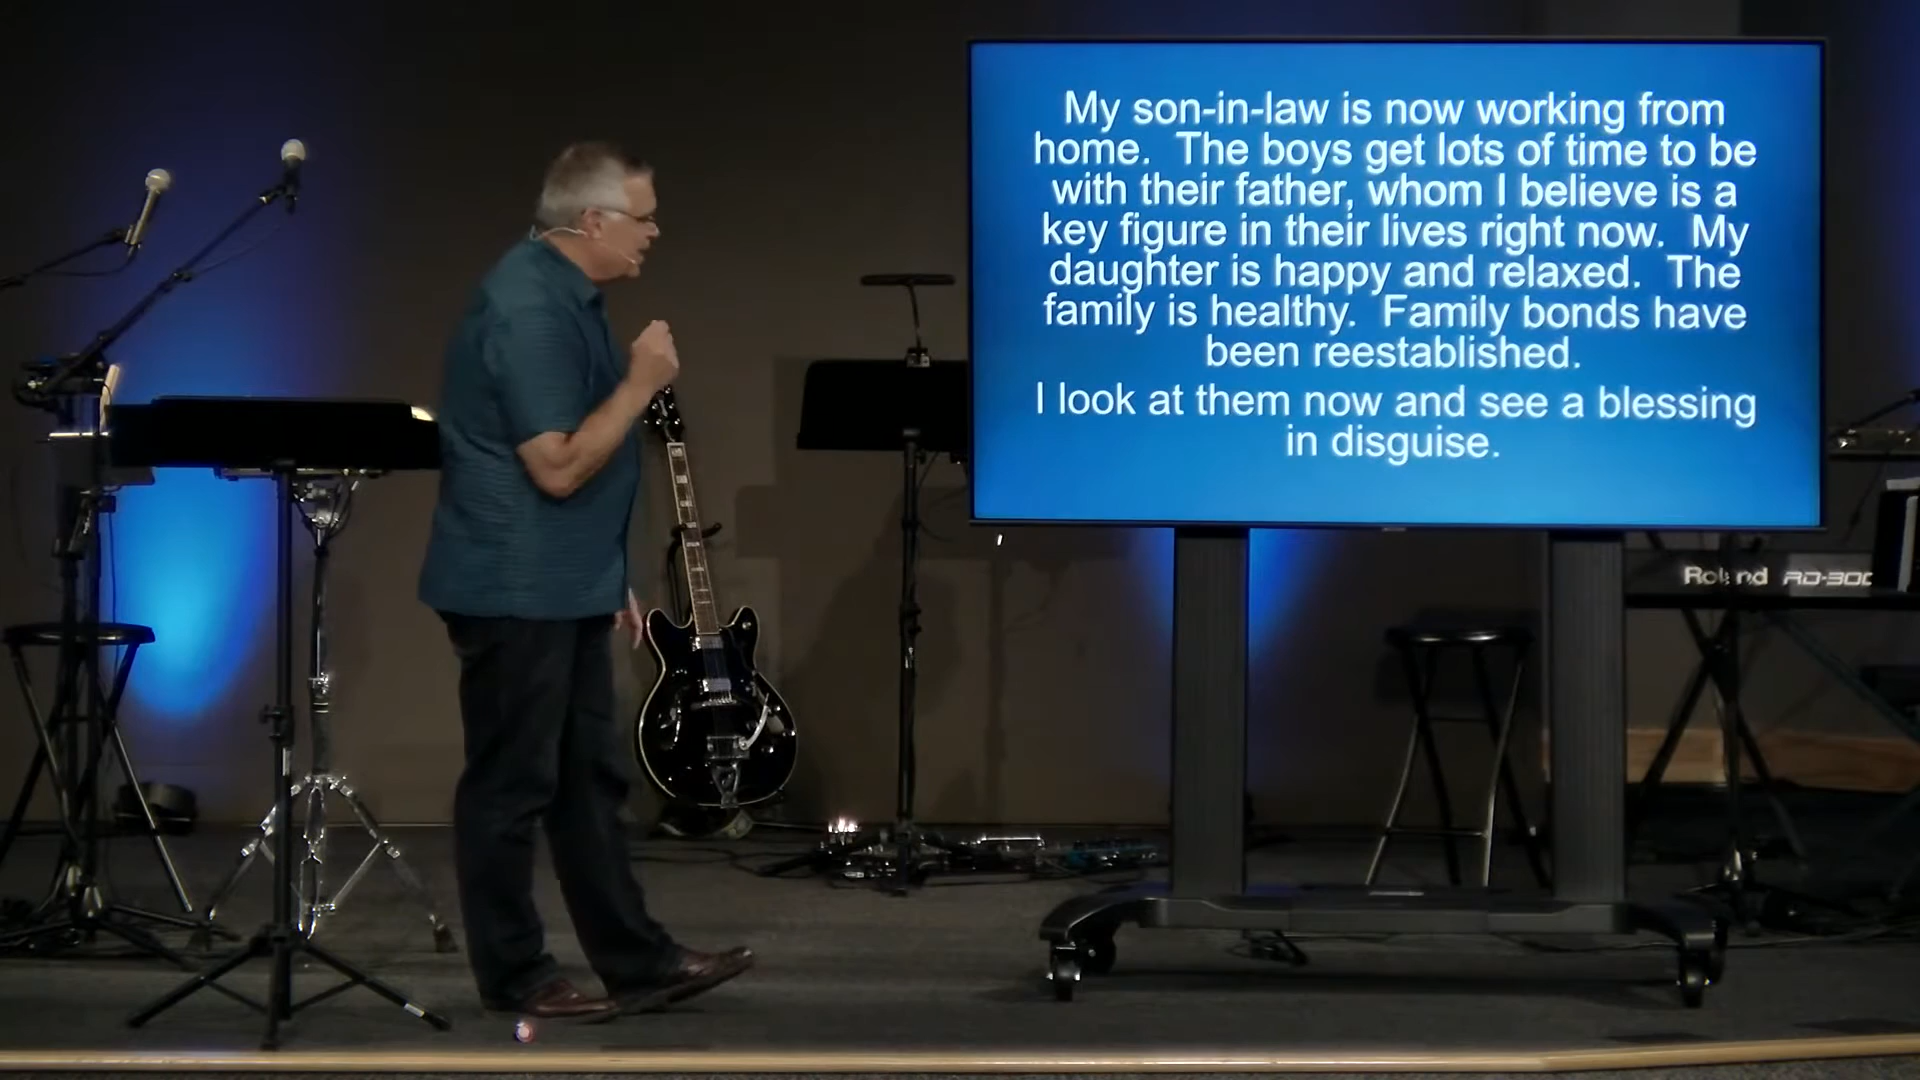 My son-in-law is now working from
home.  The boys get lots of time to be
with their father, whom I believe is a
key figure in their lives right now.  My
daughter is happy and relaxed.  The
family is healthy.  Family bonds have
been reestablished.
I look at them now and see a blessing
in disguise.
Roland RD-300